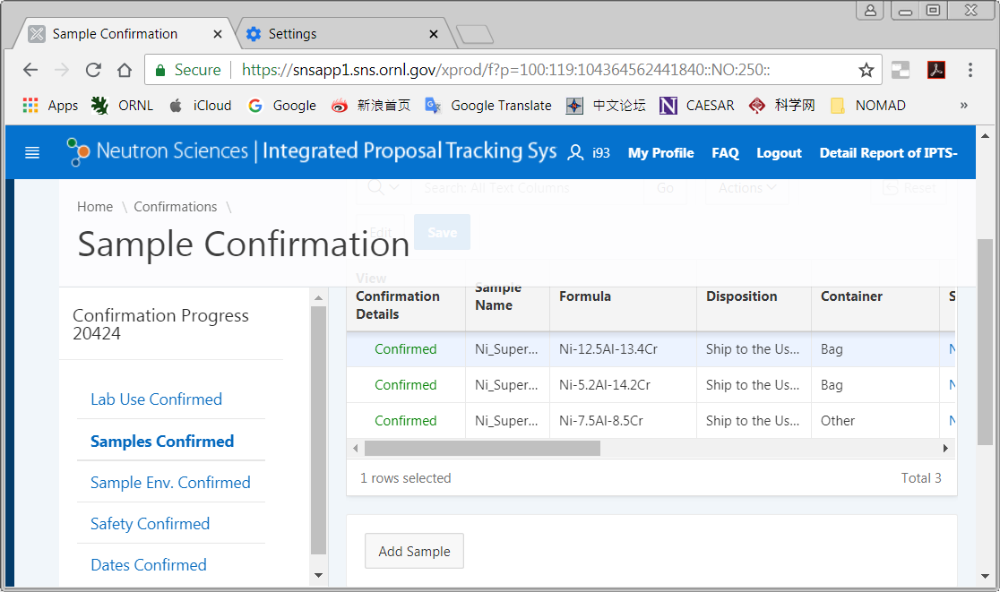 Sample Confirmation
Settings
Secure https://snsapp1.sns.ornl.gov/xprod/f?p=100:119:104364562441840::NO:250::
Apps ORNL iCloud Google 新浪首页 Google Translate 中文论坛 CAESAR 科学网 NOMAD »
Neutron Sciences | Integrated Proposal Tracking Sys i93 My Profile FAQ Logout Detail Report of IPTS-
Search: All Text Columns Go Actions Reset
Home \ Confirmations \
Edit Save
Sample Confirmation
View Confirmation Details Sample Name Formula Disposition Container S
Confirmed Ni_Super... Ni-12.5Al-13.4Cr Ship to the Us... Bag N
Confirmed Ni_Super... Ni-5.2Al-14.2Cr Ship to the Us... Bag N
Confirmed Ni_Super... Ni-7.5Al-8.5Cr Ship to the Us... Other N
1 rows selected Total 3
Add Sample
Confirmation Progress
20424
Lab Use Confirmed
Samples Confirmed
Sample Env. Confirmed
Safety Confirmed
Dates Confirmed